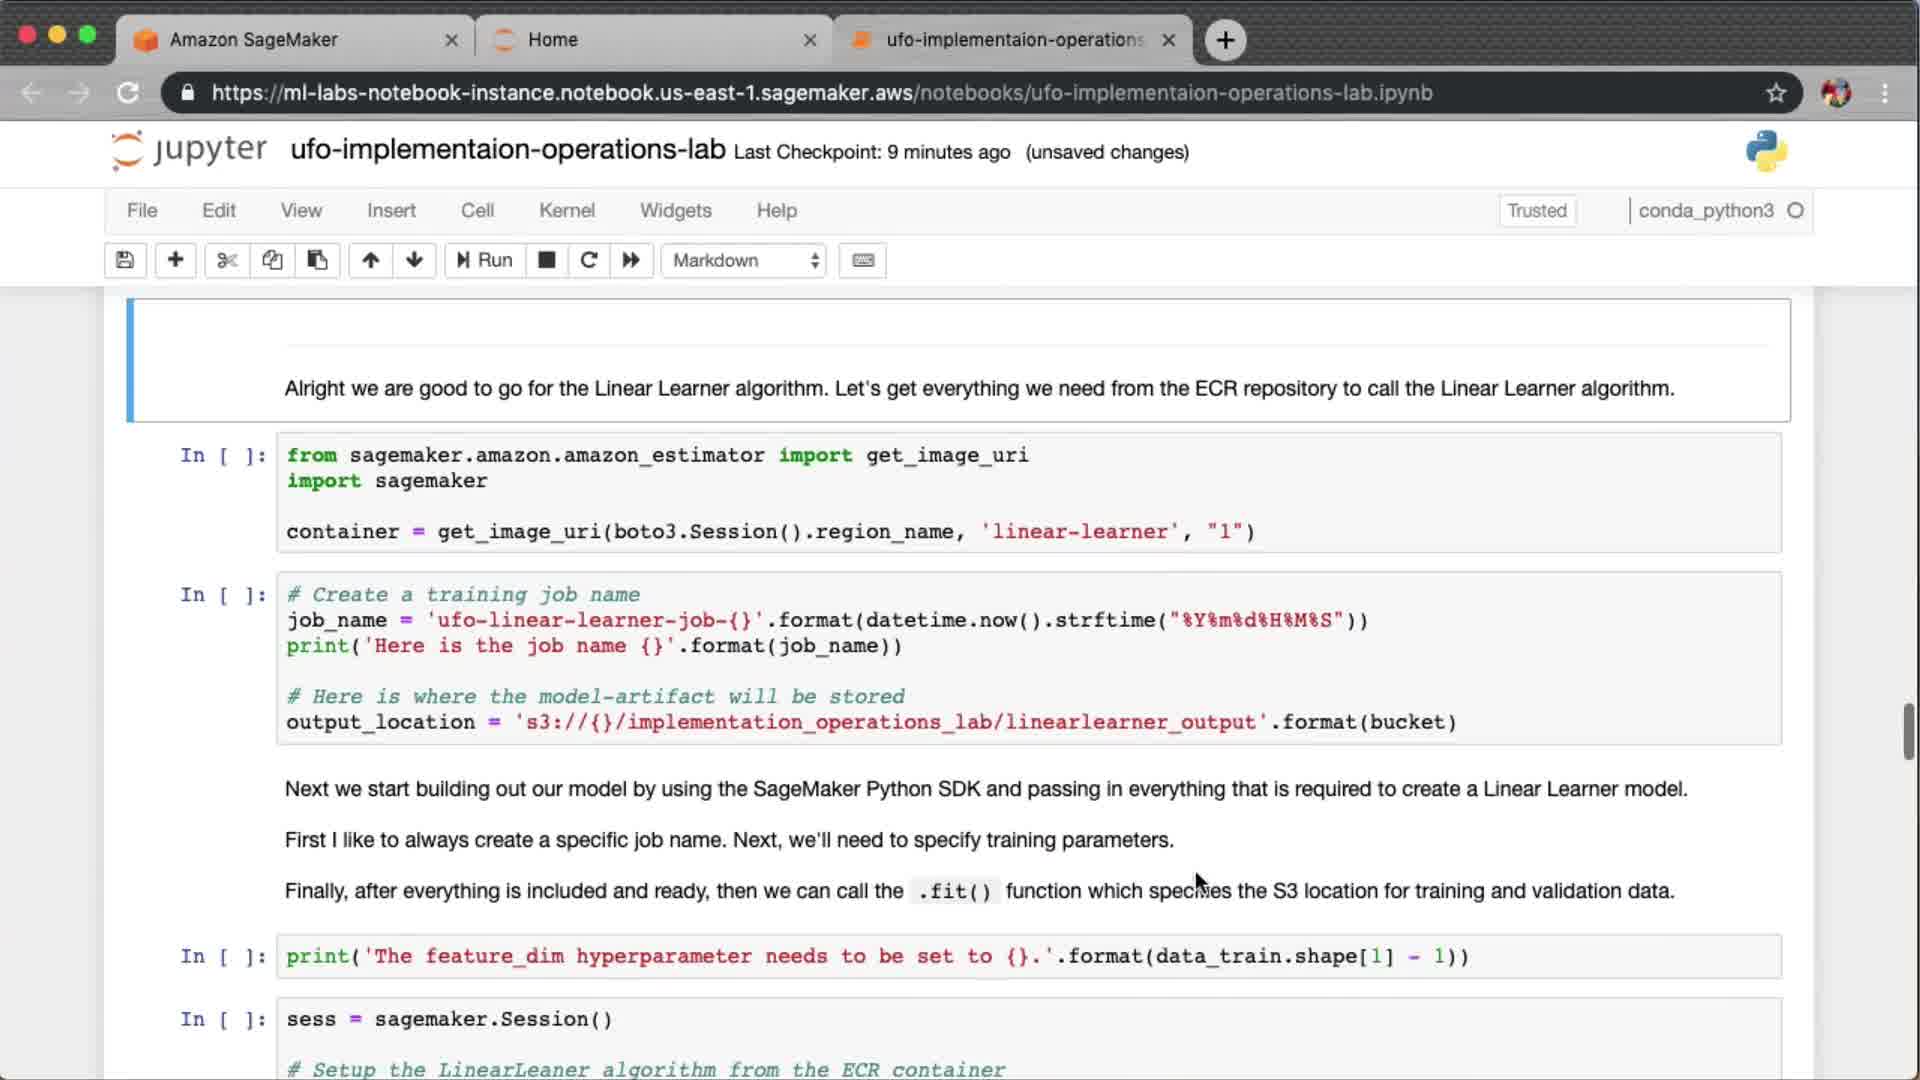 Amazon SageMaker
Home
ufo-implementaion-operations
https://ml-labs-notebook-instance.notebook.us-east-1.sagemaker.aws/notebooks/ufo-implementaion-operations-lab.ipynb
jupyter ufo-implementaion-operations-lab Last Checkpoint: 9 minutes ago (unsaved changes)
File Edit View Insert Cell Kernel Widgets Help Trusted conda_python3
Run Markdown
Alright we are good to go for the Linear Learner algorithm. Let's get everything we need from the ECR repository to call the Linear Learner algorithm.
In [ ]: from sagemaker.amazon.amazon_estimator import get_image_uri
import sagemaker
container = get_image_uri(boto3.Session().region_name, 'linear-learner', "1")
In [ ]: # Create a training job name
job_name = 'ufo-linear-learner-job-{}'.format(datetime.now().strftime("%Y%m%d%H%M%S"))
print('Here is the job name {}'.format(job_name))
# Here is where the model-artifact will be stored
output_location = 's3://{}/implementation_operations_lab/linearlearner_output'.format(bucket)
Next we start building out our model by using the SageMaker Python SDK and passing in everything that is required to create a Linear Learner model.
First I like to always create a specific job name. Next, we'll need to specify training parameters.
Finally, after everything is included and ready, then we can call the .fit() function which specifies the S3 location for training and validation data.
In [ ]: print('The feature_dim hyperparameter needs to be set to {}.'.format(data_train.shape[1] - 1))
In [ ]: sess = sagemaker.Session()
# Setup the LinearLeaner algorithm from the ECR container